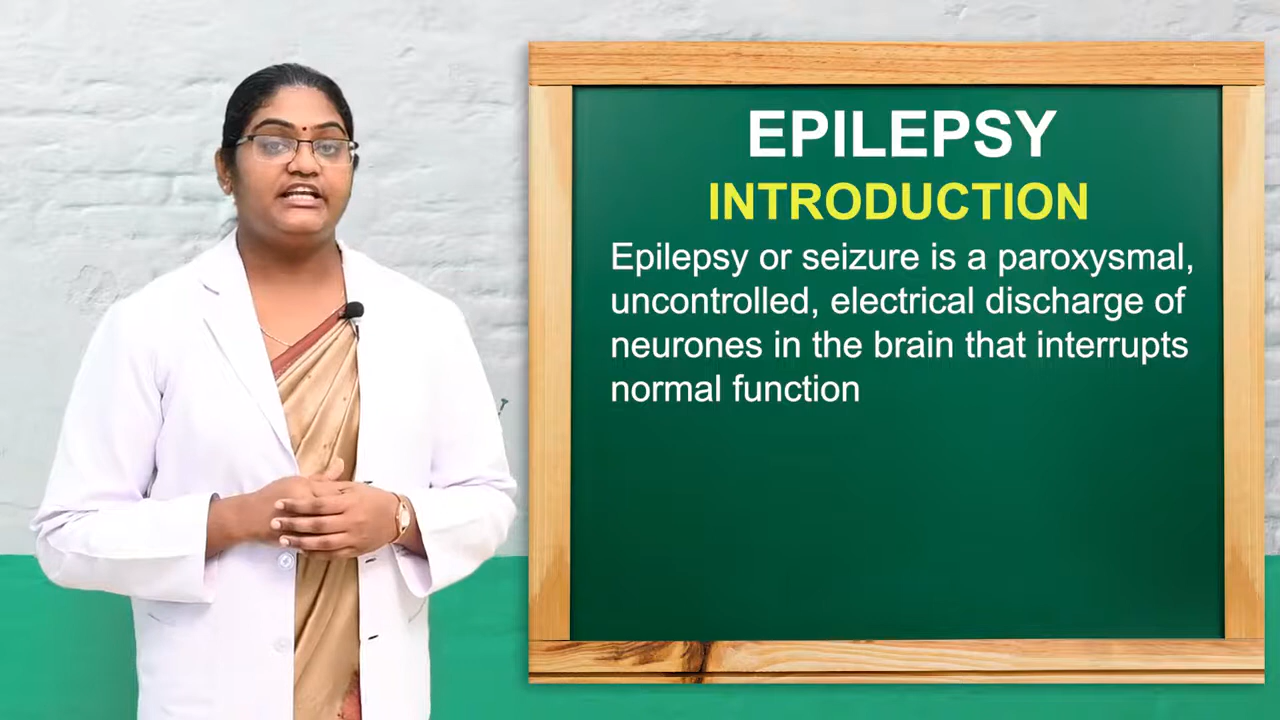 EPILEPSY
INTRODUCTION
Epilepsy or seizure is a paroxysmal,
uncontrolled, electrical discharge of
neurones in the brain that interrupts
normal function